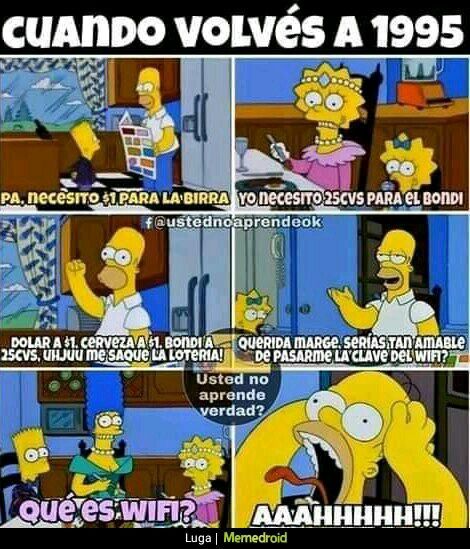 CUANDO VOLVÉS A 1995
PA, NECESITO $1 PARA LA BIRRA
YO NECESITO 25CVS PARA EL BONDI
f @ustednoaprendeok
DOLAR A $1, CERVEZA A $1, BONDI A
25CVS, UHJUU ME SAQUE LA LOTERIA!
QUERIDA MARGE, SERÍAS TAN AMABLE
DE PASARME LA CLAVE DEL WIFI?
Usted no
aprende
verdad?
QUÉ ES WIFI?
AAAHHHHH!!!
Luga | Memedroid